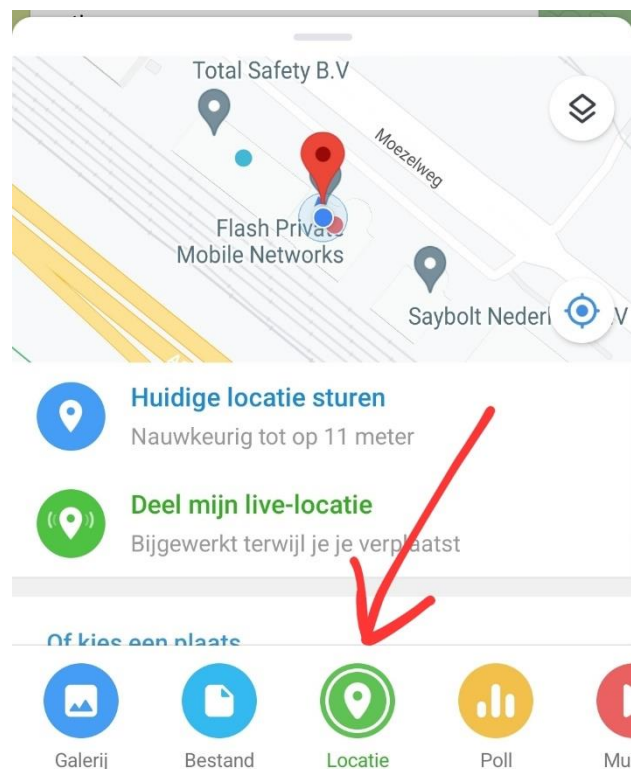 Total Safety B.V
Moezelweg
Flash Private
Mobile Networks
Saybolt Neder
V
Huidige locatie sturen
Nauwkeurig tot op 11 meter
Deel mijn live-locatie
Bijgewerkt terwijl je je verplaatst
Of kies een plaats
Galerij
Bestand
Locatie
Poll
Mu